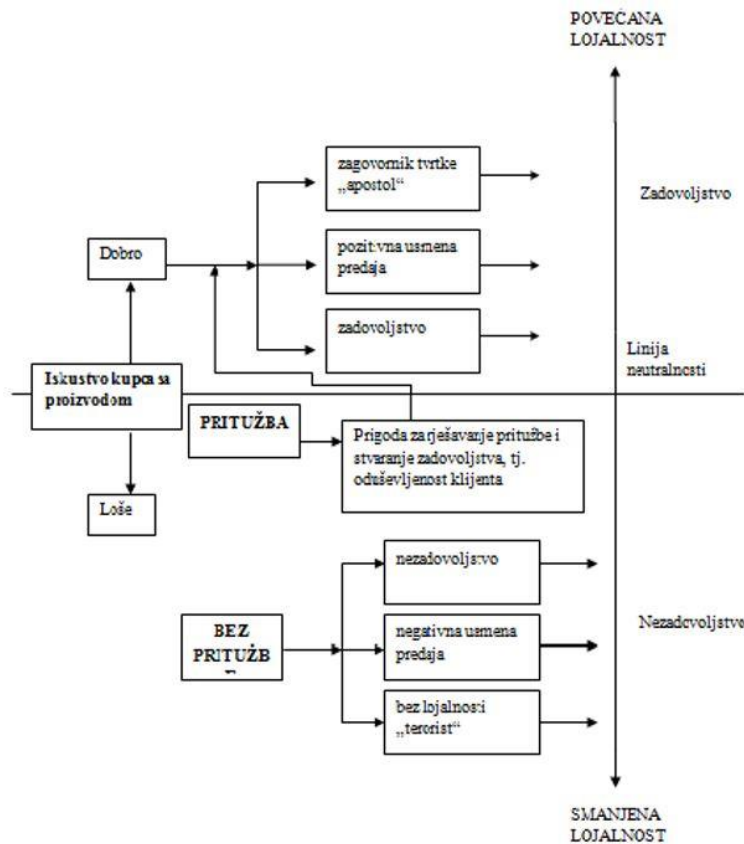 POVEĆANA
LOJALNOST
zagovornik tvrtke
„apostol“
Zadovoljstvo
Dobro
pozitivna usmena
predaja
zadovoljstvo
Linija
neutralnosti
Iskustvo kupca sa
proizvodom
PRITUŽBA
Prigoda za rješavanje pritužbe i
stvaranje zadovoljstva, tj.
oduševljenost klijenta
Loše
nezadovoljstvo
BEZ
PRITUŽB
negativna usmena
predaja
Nezadovoljstvo
bez lojalnosti
„terorist“
SMANJENA
LOJALNOST